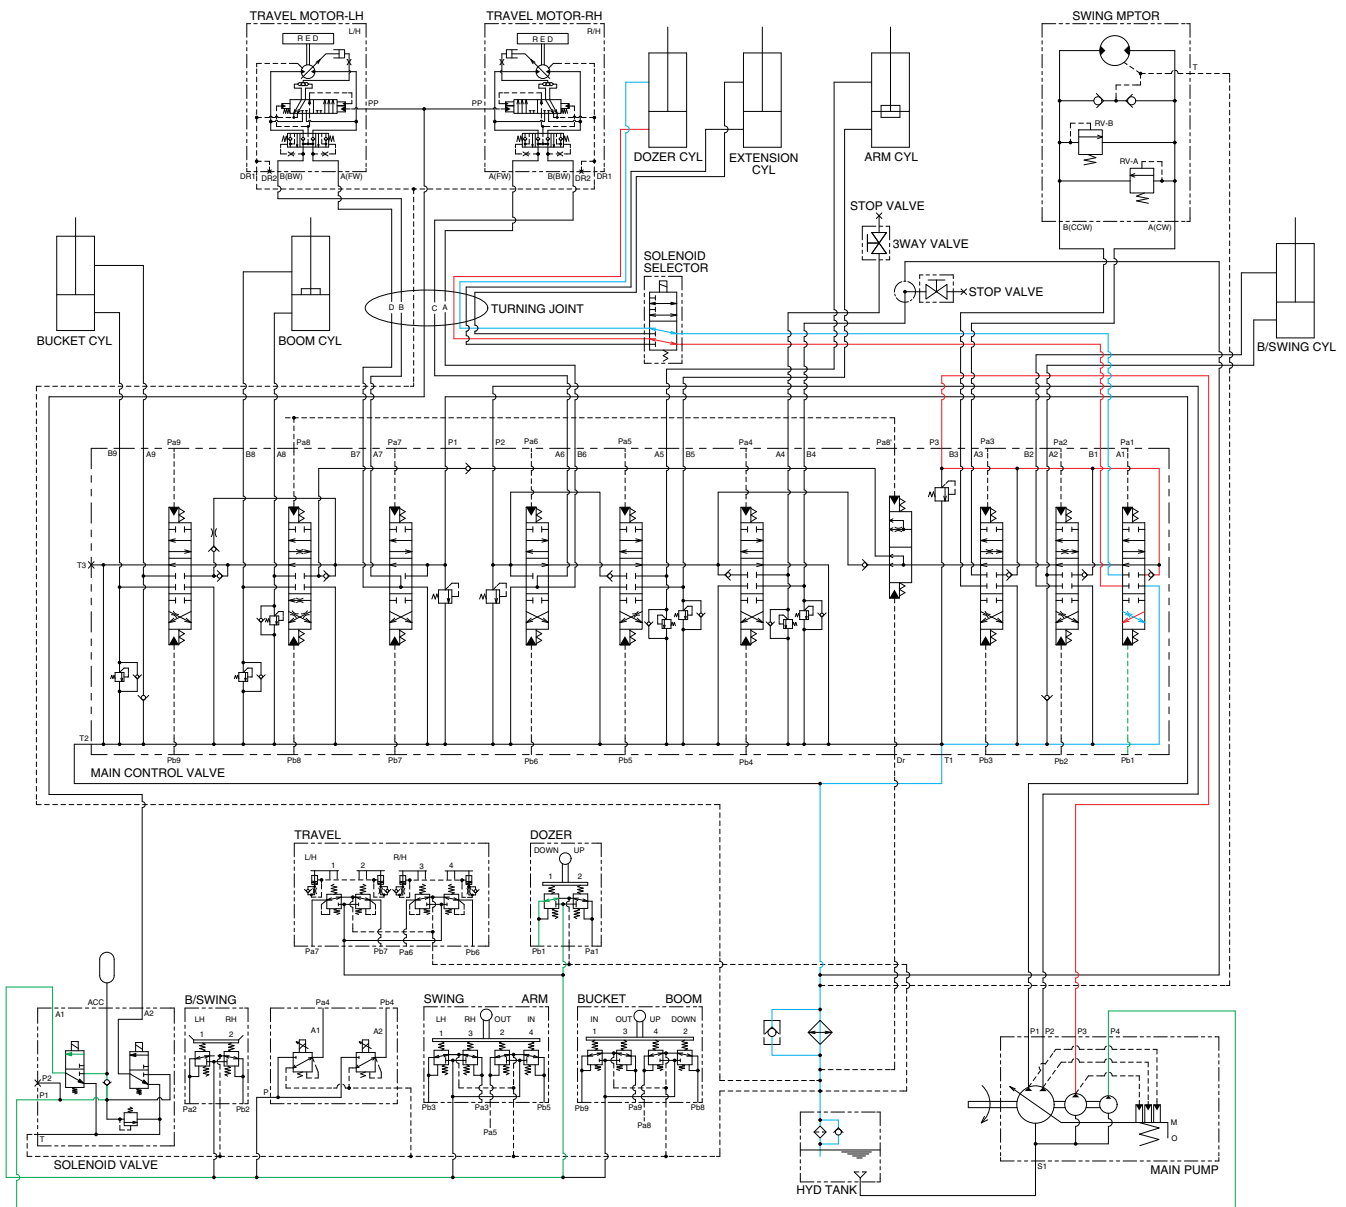 TRAVEL MOTOR-LH
TRAVEL MOTOR-RH
SWING MPTOR
L/H
R/H
R E D
R E D
T
PP
PP
RV-B
RV-A
DOZER CYL
EXTENSION
CYL
ARM CYL
DR1
DR2
B(BW)
A(FW)
A(FW)
B(BW)
DR2
DR1
BUCKET CYL
BOOM CYL
STOP VALVE
3WAY VALVE
SOLENOID
SELECTOR
STOP VALVE
B(CCW)
A(CW)
B/SWING CYL
D B
C A
TURNING JOINT
B9
A9
Pa9
B8
A8
Pa8
B7
A7
Pa7
P1
P2
Pa6
A6
B6
Pa5
A5
B5
Pa4
A4
B4
Pa8'
P3
B3
A3
Pa3
B2
A2
Pa2
B1
A1
Pa1
T3
T2
Pb9
Pb8
Pb7
Pb6
Pb5
Pb4
Dr
T1
Pb3
Pb2
Pb1
MAIN CONTROL VALVE
TRAVEL
L/H
1
2
R/H
3
4
Pa7
Pb7
Pa6
Pb6
DOZER
DOWN
UP
1
2
Pb1
Pa1
ACC
A1
A2
P2
P1
T
SOLENOID VALVE
B/SWING
LH
RH
1
2
Pa2
Pb2
Pa4
Pb4
A1
A2
P
SWING
ARM
LH
RH
OUT
IN
1
3
2
4
Pb3
Pa3
Pb5
Pa5
BUCKET
BOOM
IN
OUT
UP
DOWN
1
3
4
2
Pb9
Pa9
Pb8
Pa8
HYD TANK
P1
P2
P3
P4
M
O
S1
MAIN PUMP